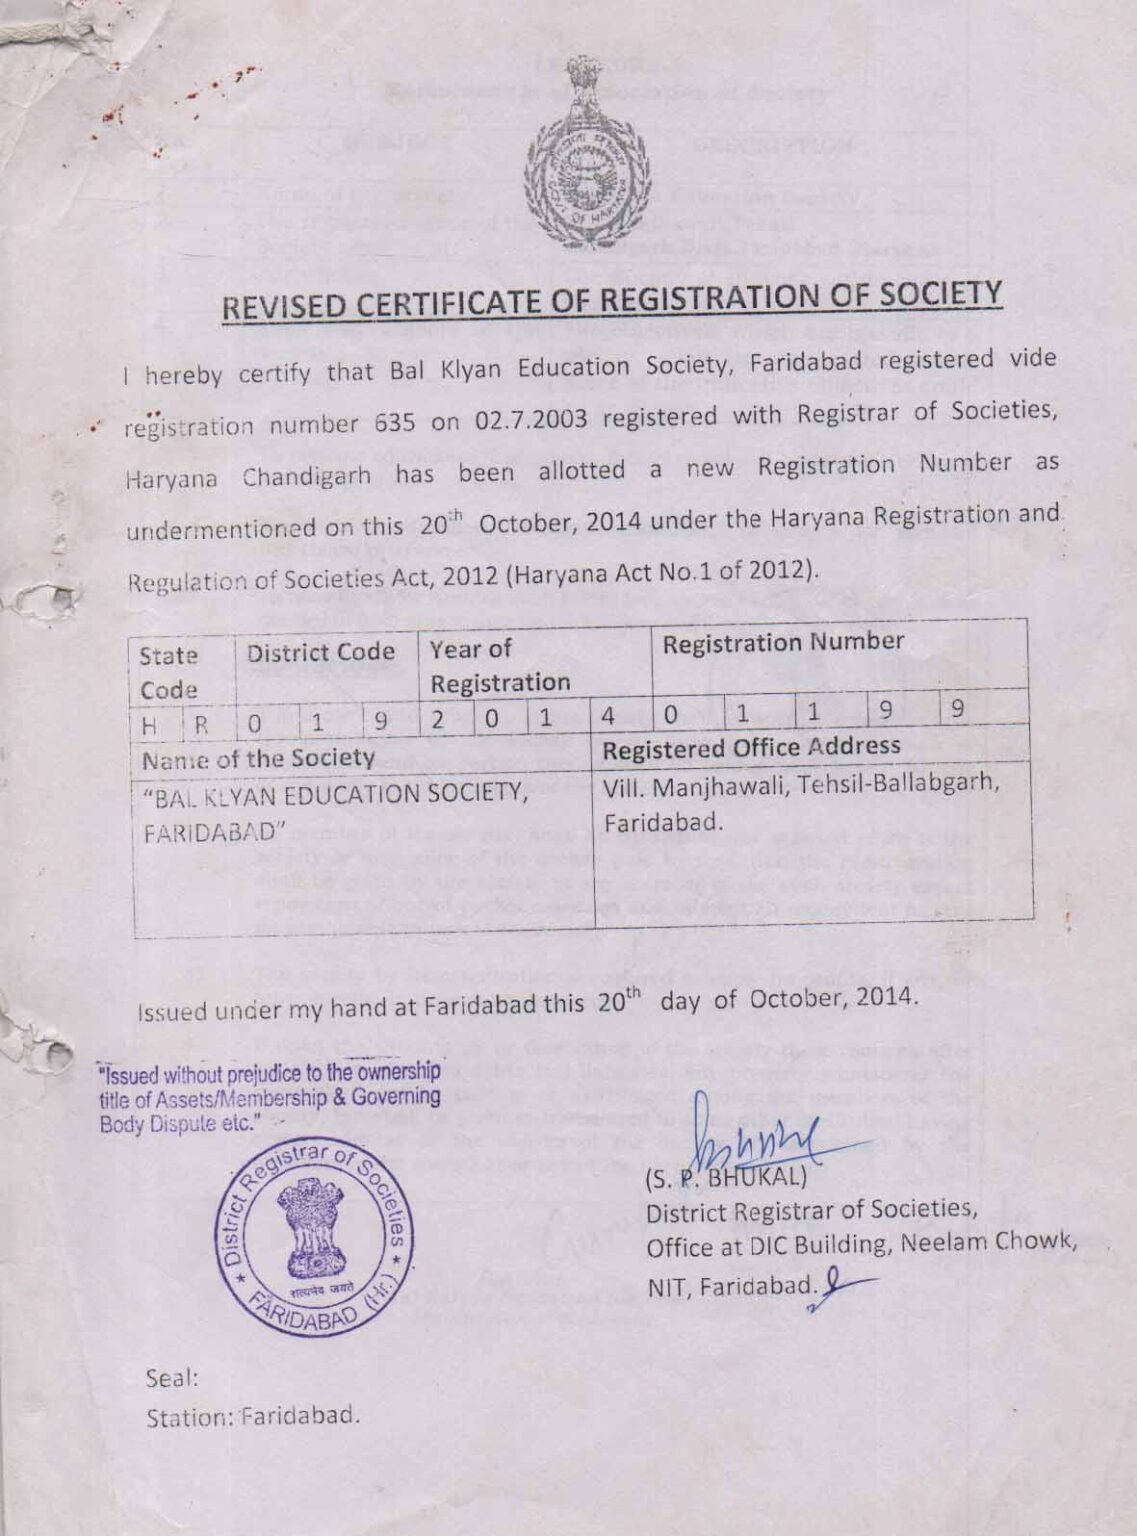 GOVT OF HARYANA
REVISED CERTIFICATE OF REGISTRATION OF SOCIETY
I hereby certify that Bal Klyan Education Society, Faridabad registered vide
registration number 635 on 02.7.2003 registered with Registrar of Societies,
Haryana Chandigarh has been allotted a new Registration Number as
undermentioned on this 20th October, 2014 under the Haryana Registration and
Regulation of Societies Act, 2012 (Haryana Act No.1 of 2012).
State Code District Code Year of Registration Registration Number
H R 0 1 9 2 0 1 4 0 1 1 9 9
Name of the Society Registered Office Address
“BAL KLYAN EDUCATION SOCIETY, Vill. Manjhawali, Tehsil-Ballabgarh,
FARIDABAD” Faridabad.
Issued under my hand at Faridabad this 20th day of October, 2014.
"Issued without prejudice to the ownership
title of Assets/Membership & Governing
Body Dispute etc."
District Registrar of Societies
सत्यमेव जयते
FARIDABAD (Hr.)
(S. P. BHUKAL)
District Registrar of Societies,
Office at DIC Building, Neelam Chowk,
NIT, Faridabad.
Seal:
Station: Faridabad.